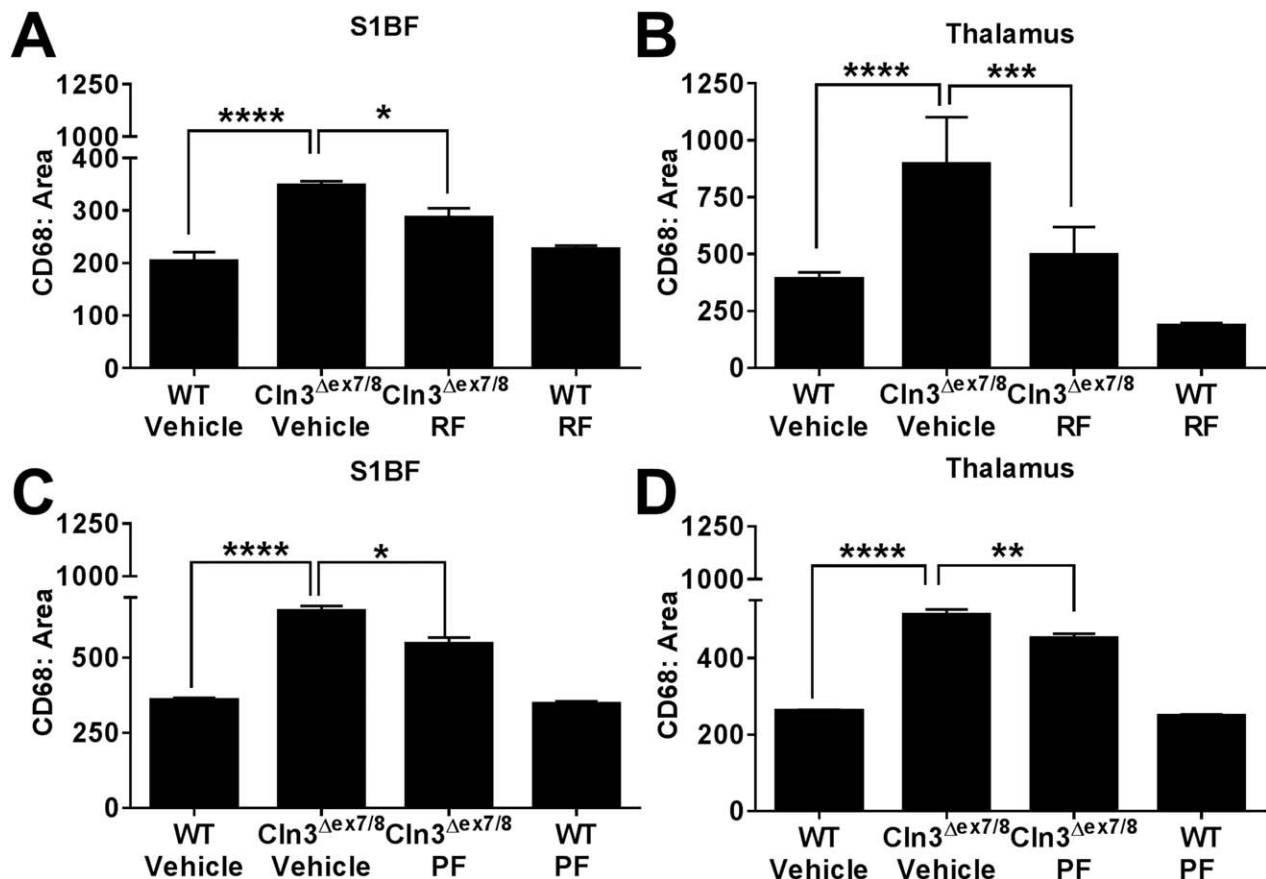 A
S1BF
CD68: Area
1250
1000
400
300
200
100
0
****
*
WT Vehicle
Cln3Δex7/8 Vehicle
Cln3Δex7/8 RF
WT RF
B
Thalamus
CD68: Area
1250
1000
750
500
250
0
****
***
WT Vehicle
Cln3Δex7/8 Vehicle
Cln3Δex7/8 RF
WT RF
C
S1BF
CD68: Area
1250
1000
500
250
0
****
*
WT Vehicle
Cln3Δex7/8 Vehicle
Cln3Δex7/8 PF
WT PF
D
Thalamus
CD68: Area
1250
1000
400
200
0
****
**
WT Vehicle
Cln3Δex7/8 Vehicle
Cln3Δex7/8 PF
WT PF